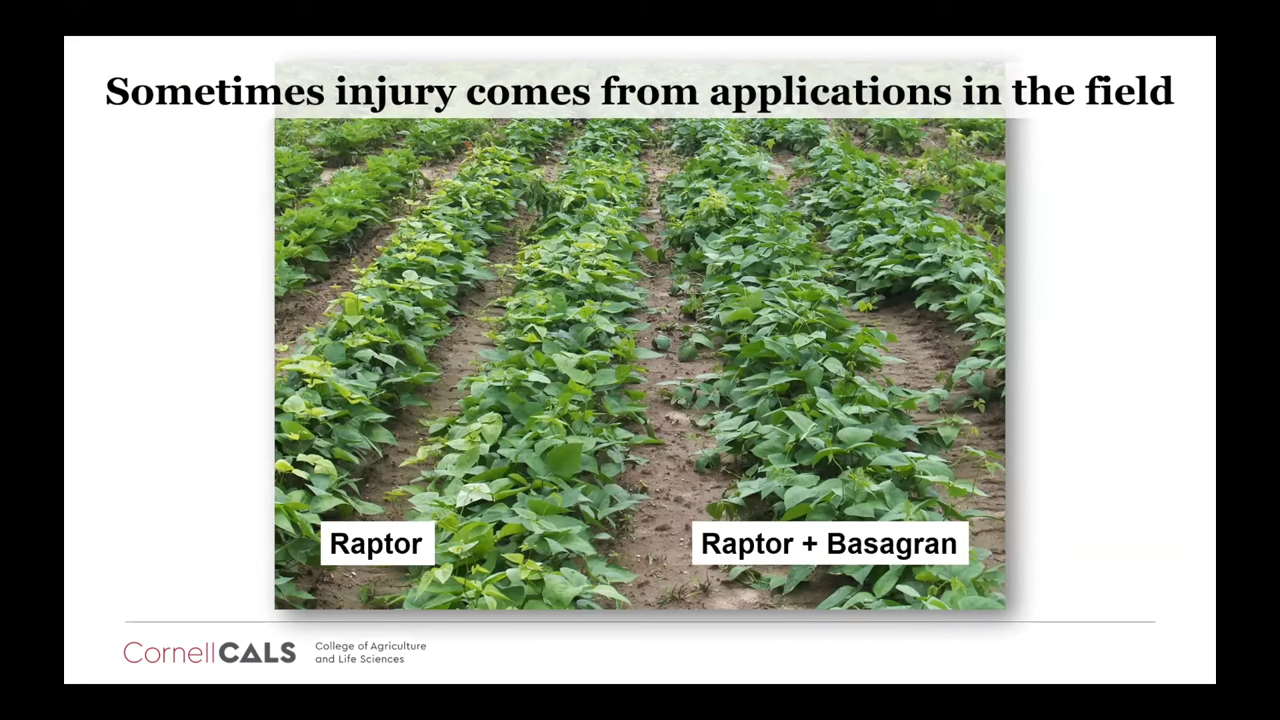 Sometimes injury comes from applications in the field
Raptor
Raptor + Basagran
CornellCALS
College of Agriculture
and Life Sciences